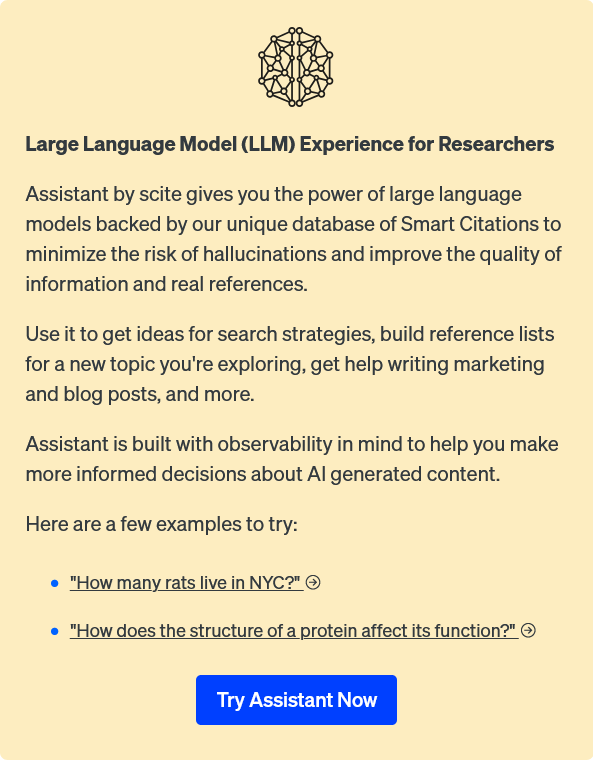 Large Language Model (LLM) Experience for Researchers
Assistant by scite gives you the power of large language
models backed by our unique database of Smart Citations to
minimize the risk of hallucinations and improve the quality of
information and real references.
Use it to get ideas for search strategies, build reference lists
for a new topic you're exploring, get help writing marketing
and blog posts, and more.
Assistant is built with observability in mind to help you make
more informed decisions about AI generated content.
Here are a few examples to try:
"How many rats live in NYC?"
"How does the structure of a protein affect its function?"
Try Assistant Now